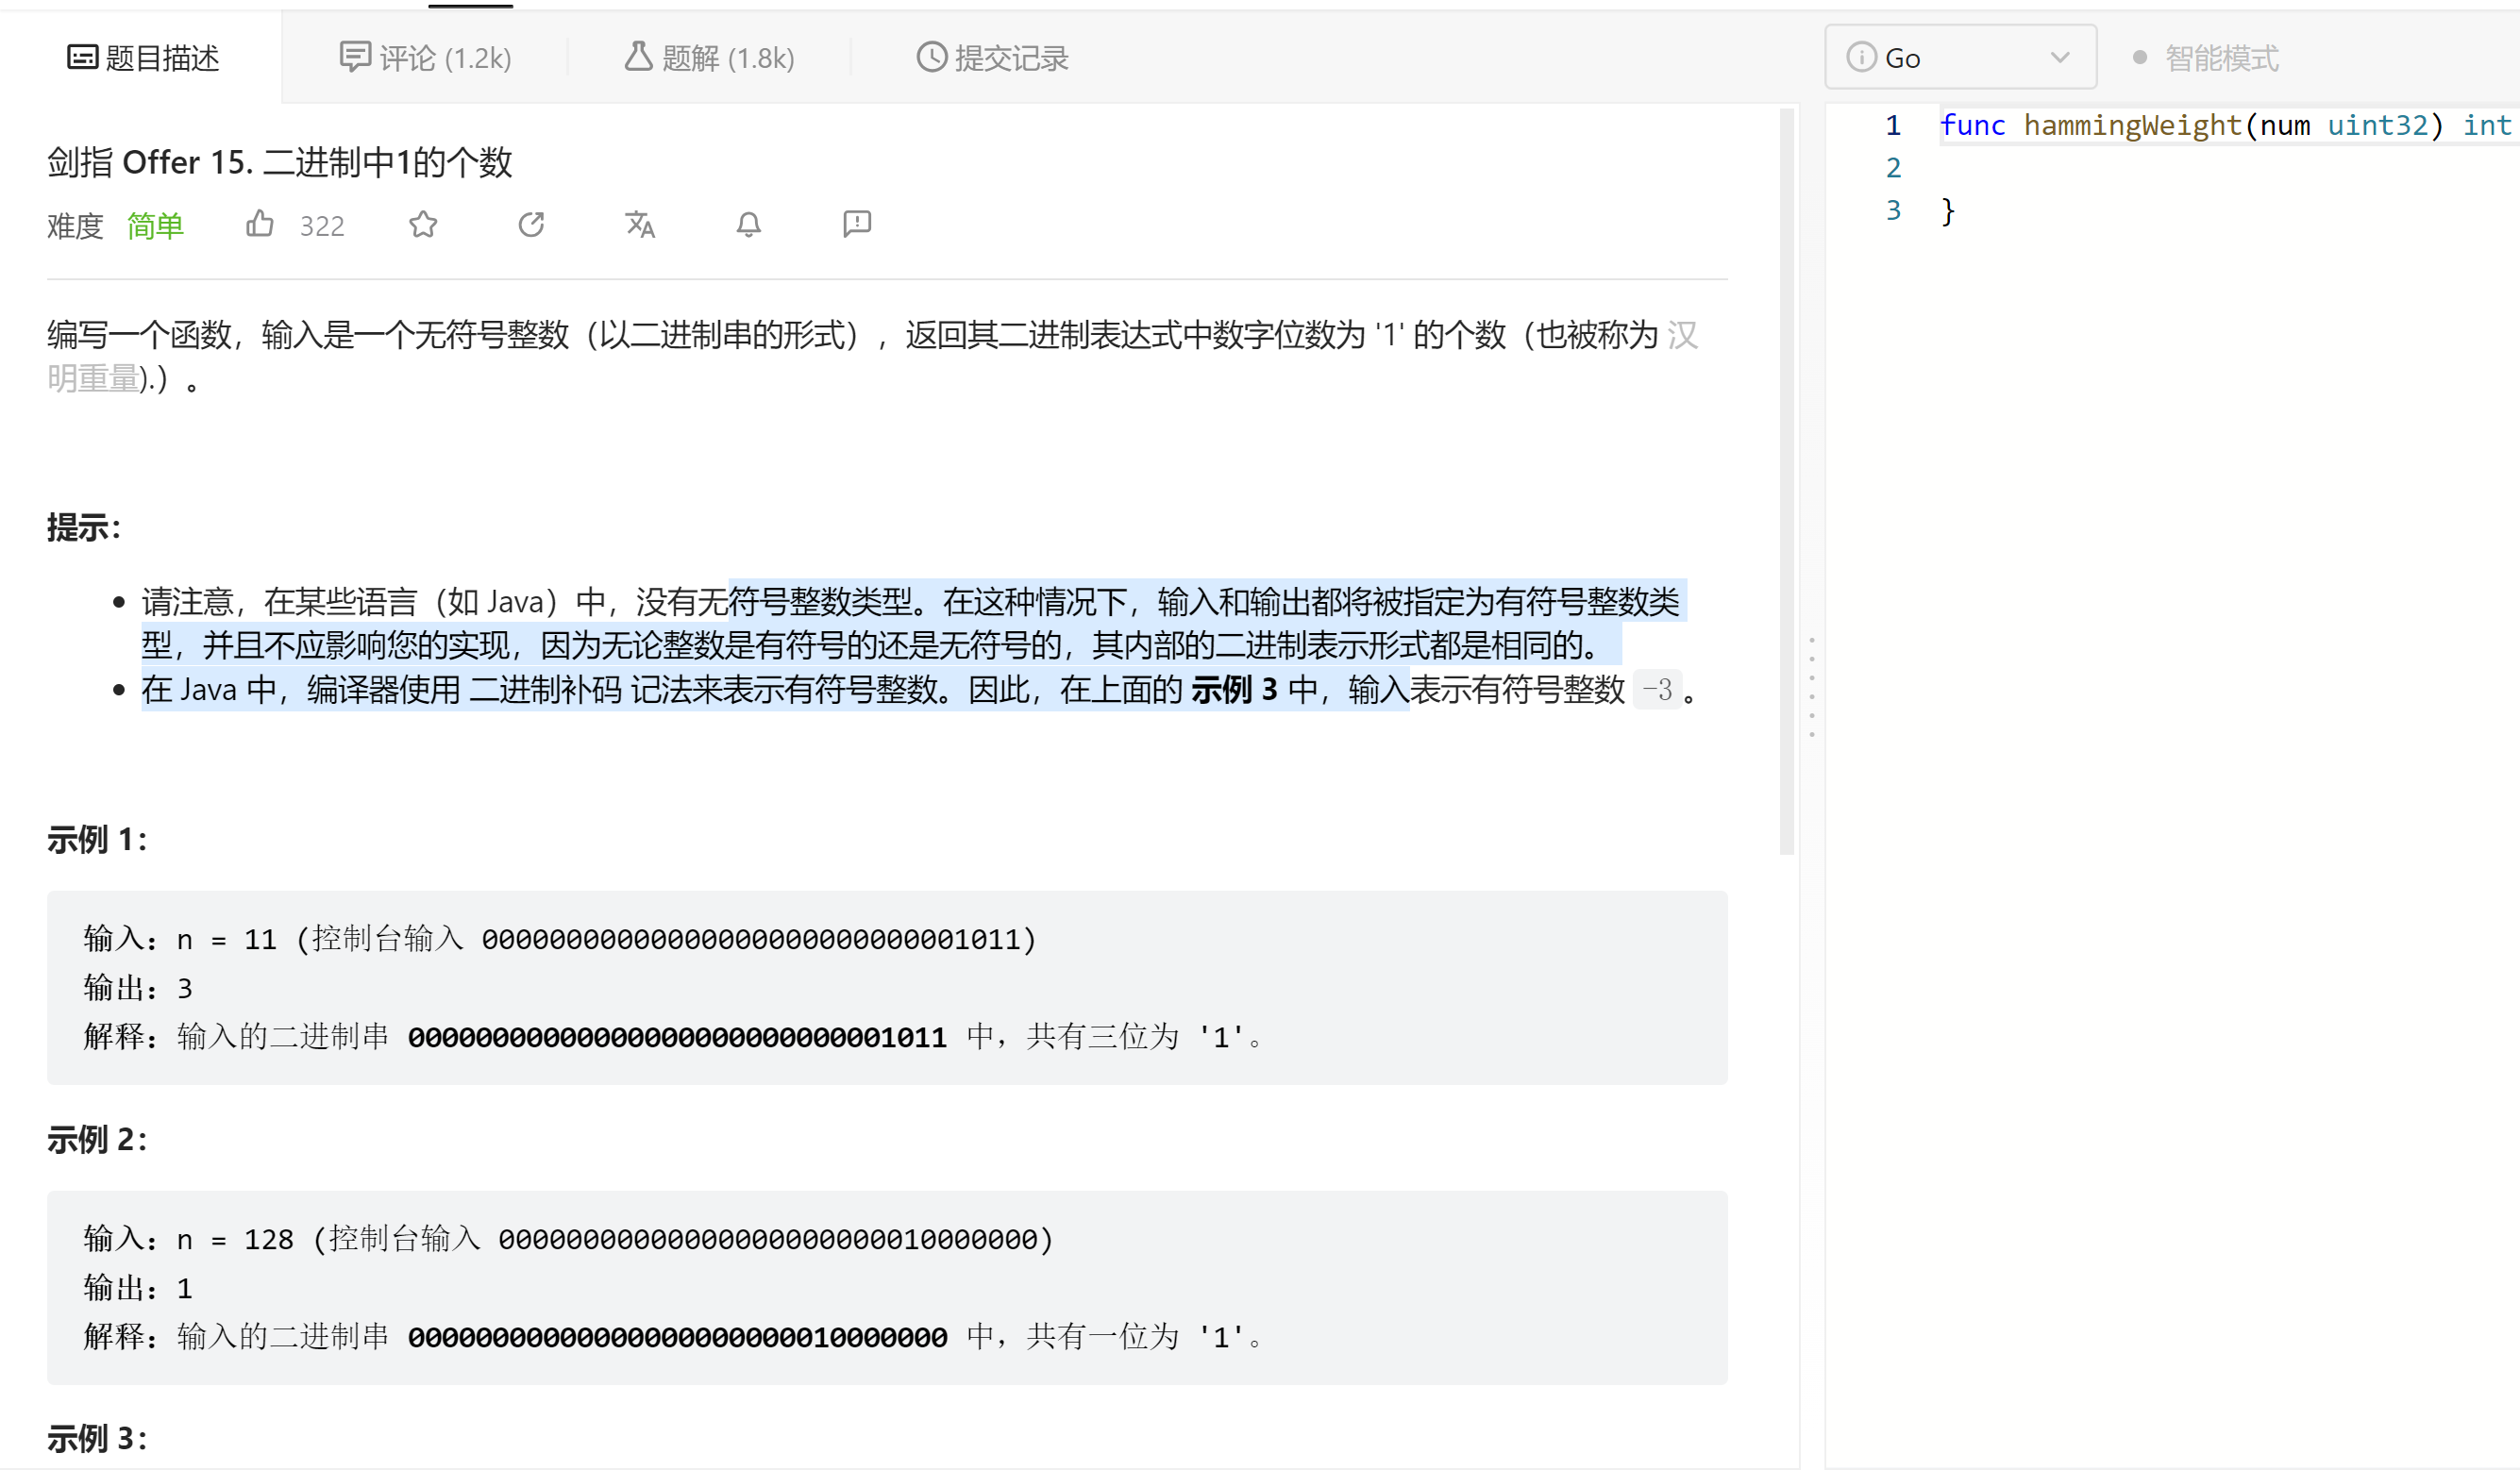 题目描述
评论 (1.2k)
题解 (1.8k)
提交记录
剑指 Offer 15. 二进制中1的个数
难度 简单 322
编写一个函数，输入是一个无符号整数（以二进制串的形式），返回其二进制表达式中数字位数为 '1' 的个数（也被称为 汉
明重量).）。
提示：
请注意，在某些语言（如 Java）中，没有无符号整数类型。在这种情况下，输入和输出都将被指定为有符号整数类
型，并且不应影响您的实现，因为无论整数是有符号的还是无符号的，其内部的二进制表示形式都是相同的。
在 Java 中，编译器使用 二进制补码 记法来表示有符号整数。因此，在上面的 示例 3 中，输入表示有符号整数 -3。
示例 1：
输入：n = 11 (控制台输入 00000000000000000000000000001011)
输出：3
解释：输入的二进制串 00000000000000000000000000001011 中，共有三位为 '1'。
示例 2：
输入：n = 128 (控制台输入 00000000000000000000000010000000)
输出：1
解释：输入的二进制串 00000000000000000000000010000000 中，共有一位为 '1'。
示例 3：
Go
智能模式
1 func hammingWeight(num uint32) int
2
3 }